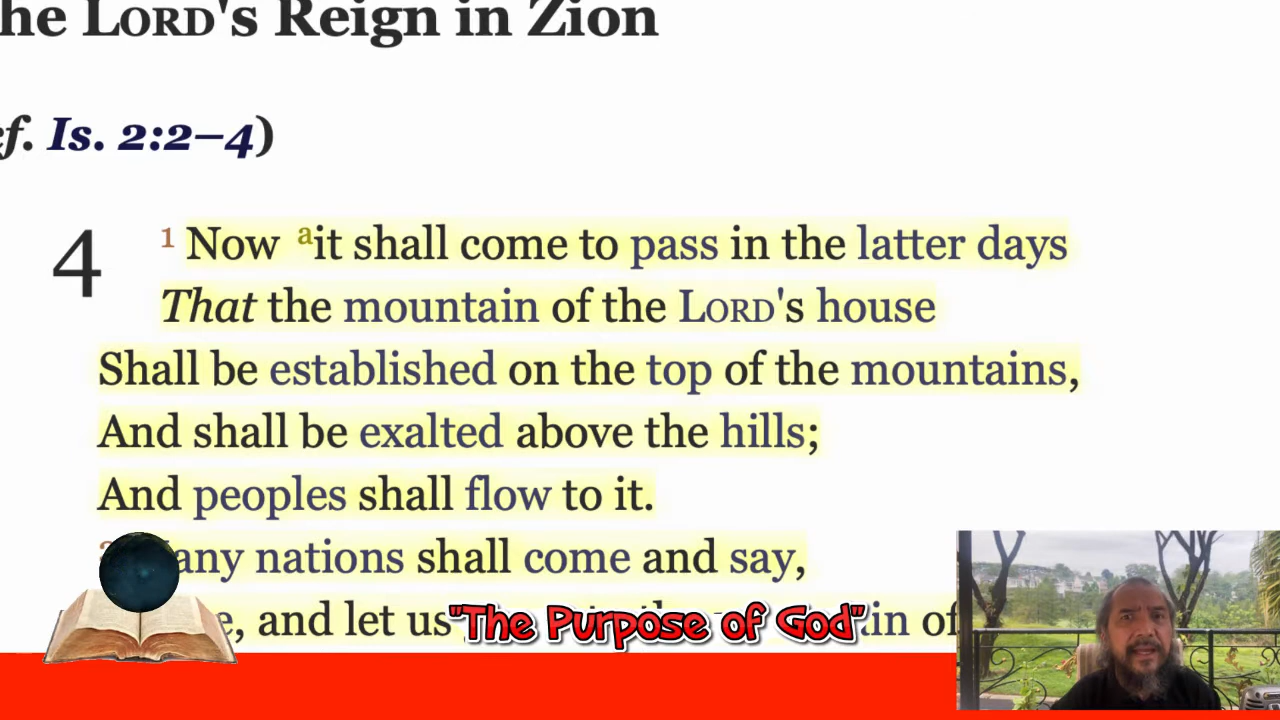 he LORD's Reign in Zion
f. Is. 2:2–4)
4 1 Now ait shall come to pass in the latter days
That the mountain of the LORD's house
Shall be established on the top of the mountains,
And shall be exalted above the hills;
And peoples shall flow to it.
any nations shall come and say,
e, and let us in of
"The Purpose of God"